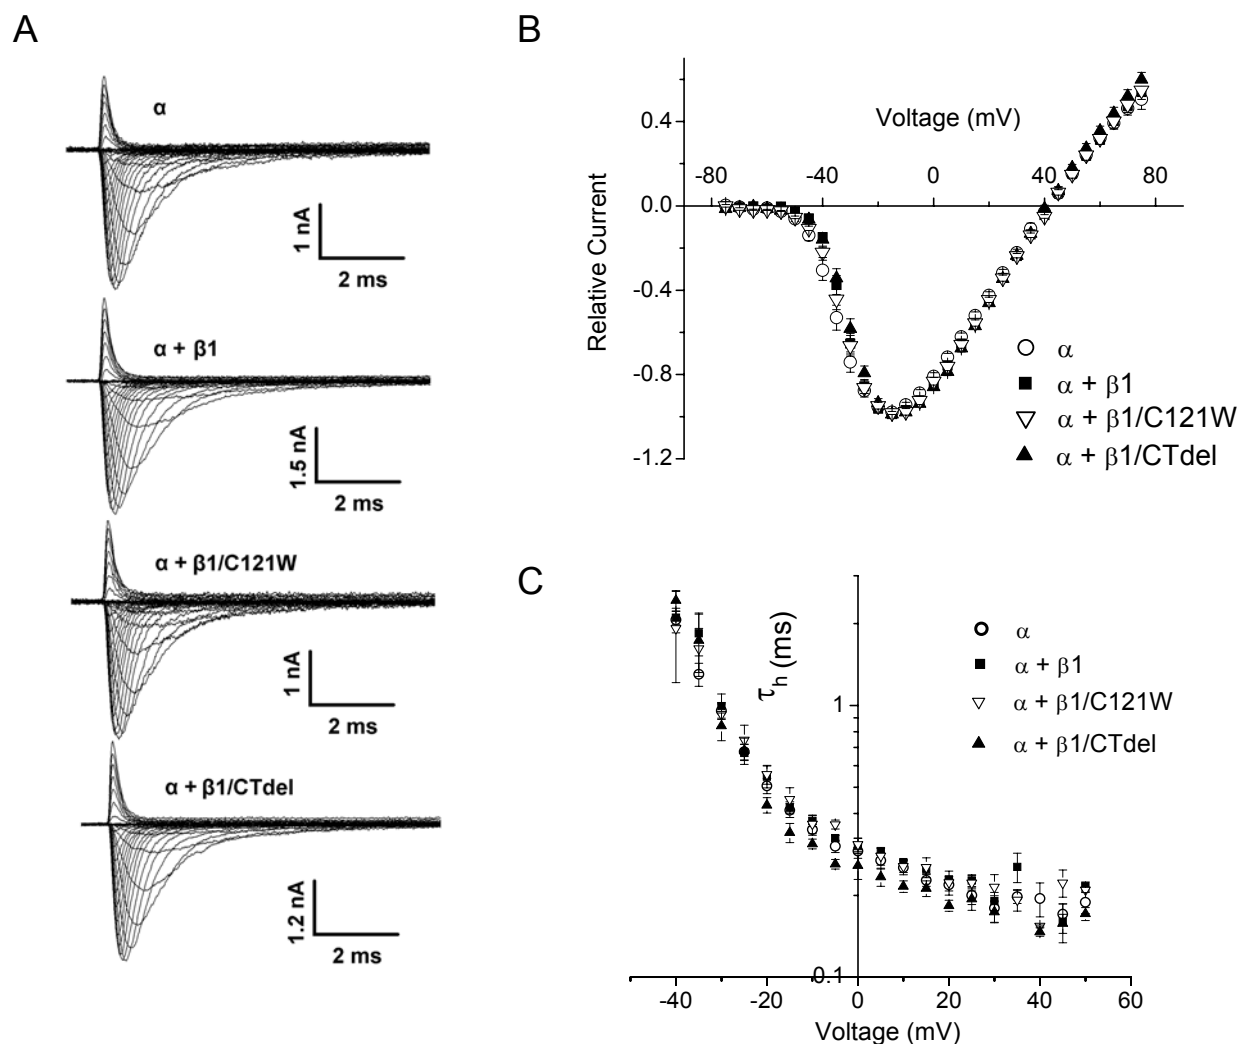 A
α
1 nA
2 ms
α + β1
1.5 nA
2 ms
α + β1/C121W
1 nA
2 ms
α + β1/CTdel
1.2 nA
2 ms
B
Voltage (mV)
Relative Current
0.4
0.0
-0.4
-0.8
-1.2
-80
-40
0
40
80
α
α + β1
α + β1/C121W
α + β1/CTdel
C
τh (ms)
1
0.1
α
α + β1
α + β1/C121W
α + β1/CTdel
-40
-20
0
20
40
60
Voltage (mV)